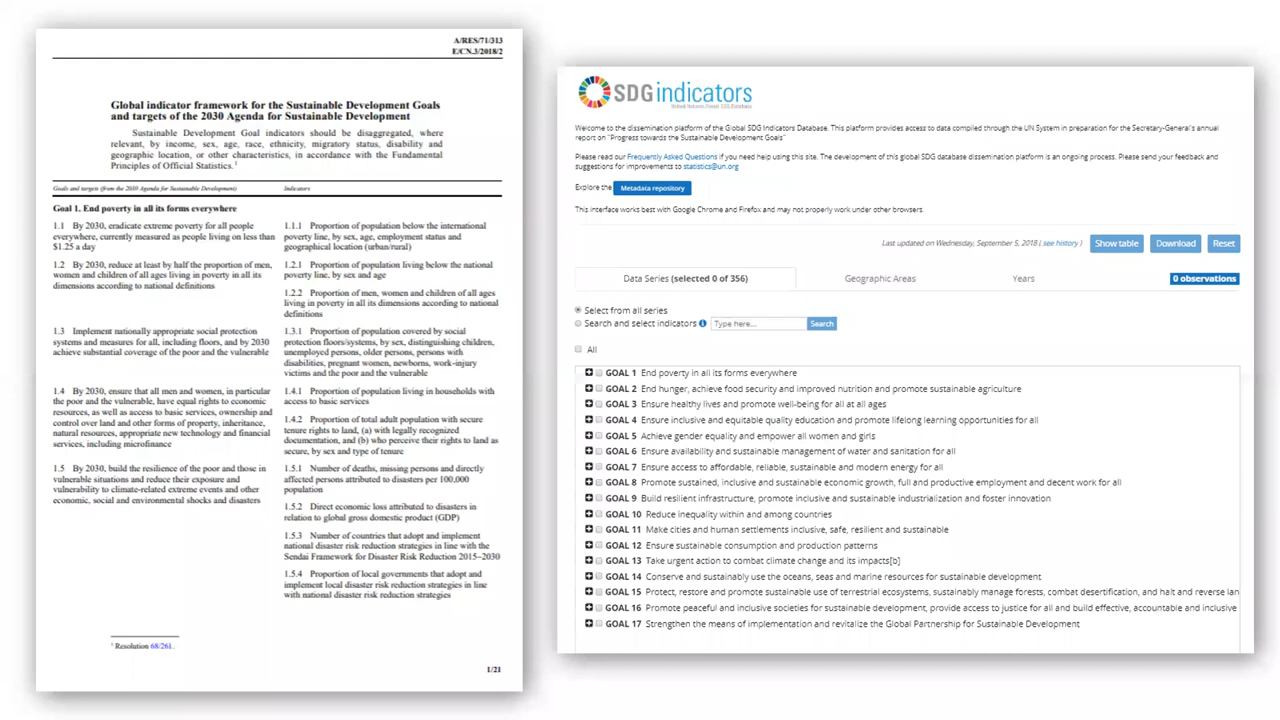 A/RES/71/313
E/CN.3/2018/2
Global indicator framework for the Sustainable Development Goals
and targets of the 2030 Agenda for Sustainable Development
Sustainable Development Goal indicators should be disaggregated, where
relevant, by income, sex, age, race, ethnicity, migratory status, disability and
geographic location, or other characteristics, in accordance with the Fundamental
Principles of Official Statistics. 1
Goals and targets (from the 2030 Agenda for Sustainable Development)
Indicators
Goal 1. End poverty in all its forms everywhere
1.1 By 2030, eradicate extreme poverty for all people
everywhere, currently measured as people living on less than
$1.25 a day
1.1.1 Proportion of population below the international
poverty line, by sex, age, employment status and
geographical location (urban/rural)
1.2 By 2030, reduce at least by half the proportion of men,
women and children of all ages living in poverty in all its
dimensions according to national definitions
1.2.1 Proportion of population living below the national
poverty line, by sex and age
1.2.2 Proportion of men, women and children of all ages
living in poverty in all its dimensions according to national
definitions
1.3 Implement nationally appropriate social protection
systems and measures for all, including floors, and by 2030
achieve substantial coverage of the poor and the vulnerable
1.3.1 Proportion of population covered by social
protection floors/systems, by sex, distinguishing children,
unemployed persons, older persons, persons with
disabilities, pregnant women, newborns, work-injury
victims and the poor and the vulnerable
1.4 By 2030, ensure that all men and women, in particular
the poor and the vulnerable, have equal rights to economic
resources, as well as access to basic services, ownership and
control over land and other forms of property, inheritance,
natural resources, appropriate new technology and financial
services, including microfinance
1.4.1 Proportion of population living in households with
access to basic services
1.4.2 Proportion of total adult population with secure
tenure rights to land, (a) with legally recognized
documentation, and (b) who perceive their rights to land as
secure, by sex and type of tenure
1.5 By 2030, build the resilience of the poor and those in
vulnerable situations and reduce their exposure and
vulnerability to climate-related extreme events and other
economic, social and environmental shocks and disasters
1.5.1 Number of deaths, missing persons and directly
affected persons attributed to disasters per 100,000
population
1.5.2 Direct economic loss attributed to disasters in
relation to global gross domestic product (GDP)
1.5.3 Number of countries that adopt and implement
national disaster risk reduction strategies in line with the
Sendai Framework for Disaster Risk Reduction 2015–2030
1.5.4 Proportion of local governments that adopt and
implement local disaster risk reduction strategies in line
with national disaster risk reduction strategies
1 Resolution 68/261.
1/21
SDG indicators
United Nations Global SDG Database
Welcome to the dissemination platform of the Global SDG Indicators Database. This platform provides access to data compiled through the UN System in preparation for the Secretary-General's annual
report on "Progress towards the Sustainable Development Goals"
Please read our Frequently Asked Questions if you need help using this site. The development of this global SDG database dissemination platform is an ongoing process. Please send your feedback and
suggestions for improvements to statistics@un.org
Explore the Metadata repository
This interface works best with Google Chrome and Firefox and may not properly work under other browsers.
Last updated on Wednesday, September 5, 2018 ( see history ) Show table Download Reset
Data Series (selected 0 of 356) Geographic Areas Years 0 observations
Select from all series
Search and select indicators Type here... Search
All
GOAL 1 End poverty in all its forms everywhere
GOAL 2 End hunger, achieve food security and improved nutrition and promote sustainable agriculture
GOAL 3 Ensure healthy lives and promote well-being for all at all ages
GOAL 4 Ensure inclusive and equitable quality education and promote lifelong learning opportunities for all
GOAL 5 Achieve gender equality and empower all women and girls
GOAL 6 Ensure availability and sustainable management of water and sanitation for all
GOAL 7 Ensure access to affordable, reliable, sustainable and modern energy for all
GOAL 8 Promote sustained, inclusive and sustainable economic growth, full and productive employment and decent work for all
GOAL 9 Build resilient infrastructure, promote inclusive and sustainable industrialization and foster innovation
GOAL 10 Reduce inequality within and among countries
GOAL 11 Make cities and human settlements inclusive, safe, resilient and sustainable
GOAL 12 Ensure sustainable consumption and production patterns
GOAL 13 Take urgent action to combat climate change and its impacts[b]
GOAL 14 Conserve and sustainably use the oceans, seas and marine resources for sustainable development
GOAL 15 Protect, restore and promote sustainable use of terrestrial ecosystems, sustainably manage forests, combat desertification, and halt and reverse lan
GOAL 16 Promote peaceful and inclusive societies for sustainable development, provide access to justice for all and build effective, accountable and inclusive
GOAL 17 Strengthen the means of implementation and revitalize the Global Partnership for Sustainable Development